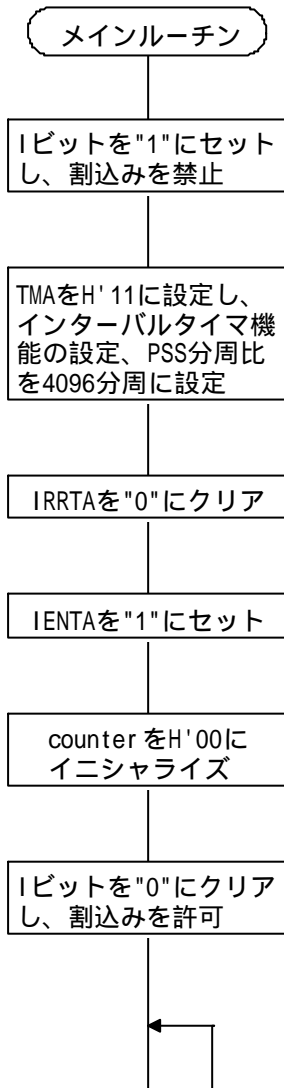 メインルーチン
Iビットを"1"にセット
し、割込みを禁止
TMAをH'11に設定し、
インターバルタイマ機
能の設定、PSS分周比
を4096分周に設定
IRRTAを"0"にクリア
IENTAを"1"にセット
counterをH'00に
イニシャライズ
Iビットを"0"にクリア
し、割込みを許可